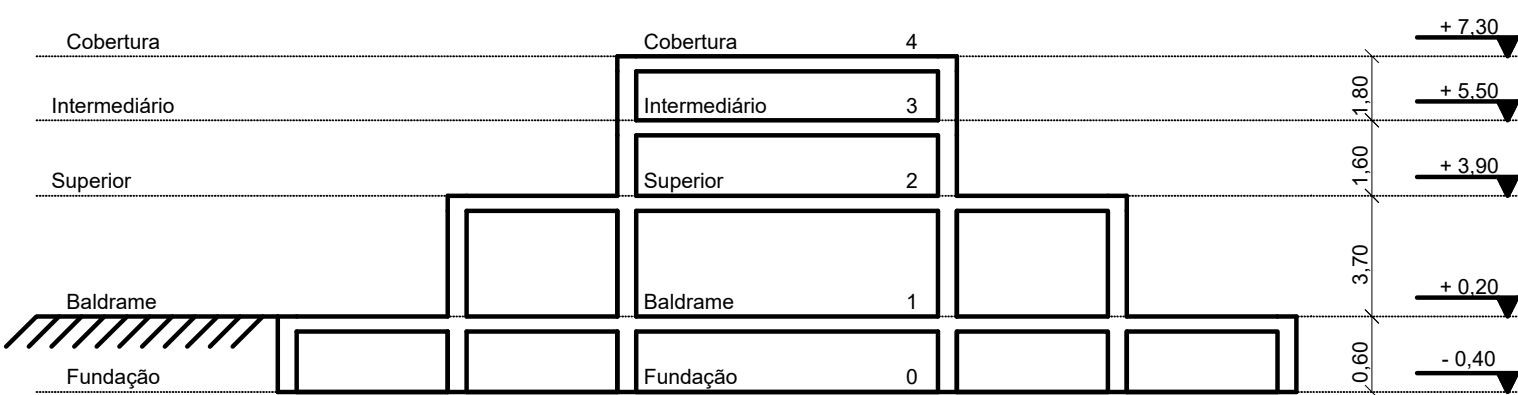 Cobertura Cobertura 4 + 7,30
1,80
Intermediário Intermediário 3 + 5,50
1,60
Superior Superior 2 + 3,90
3,70
Baldrame Baldrame 1 + 0,20
0,60
Fundação Fundação 0 - 0,40